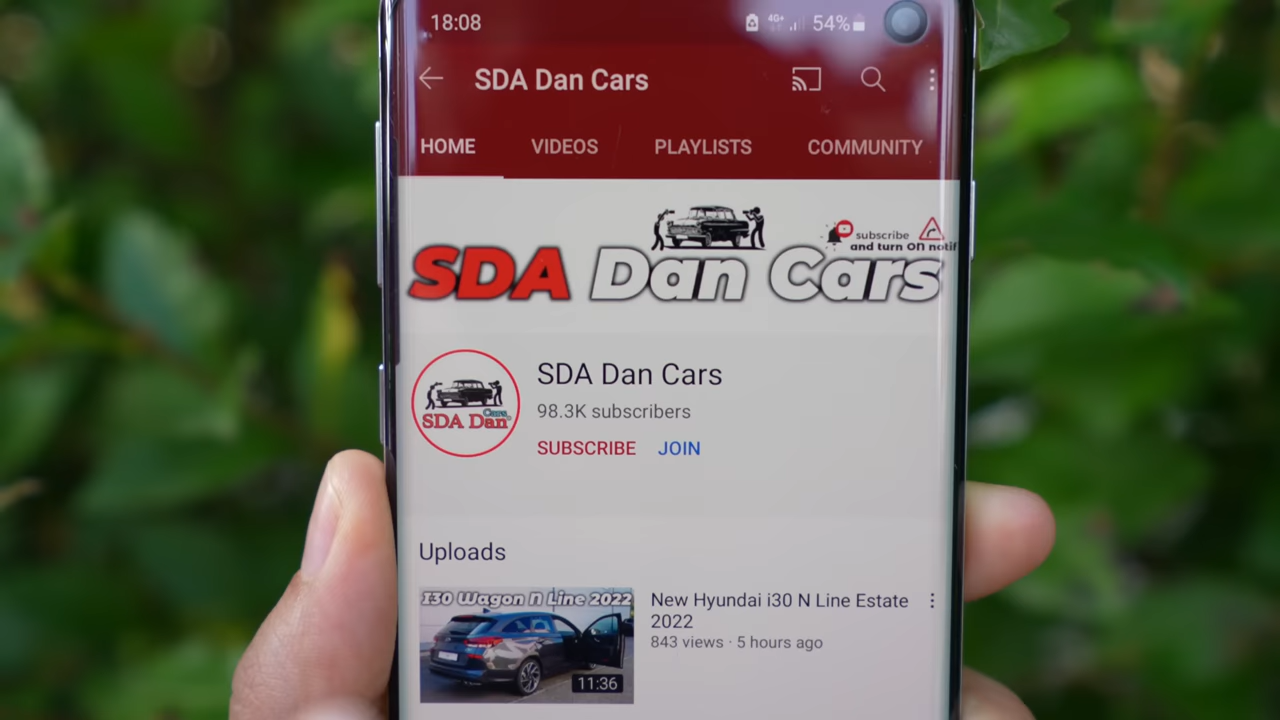 18:08
4G+ 54%
SDA Dan Cars
HOME VIDEOS PLAYLISTS COMMUNITY
subscribe
and turn on notif
SDA Dan Cars
SDA Dan Cars
98.3K subscribers
Cars
SDA Dan
SUBSCRIBE JOIN
Uploads
I30 Wagon N Line 2022
11:36
New Hyundai i30 N Line Estate
2022
843 views · 5 hours ago